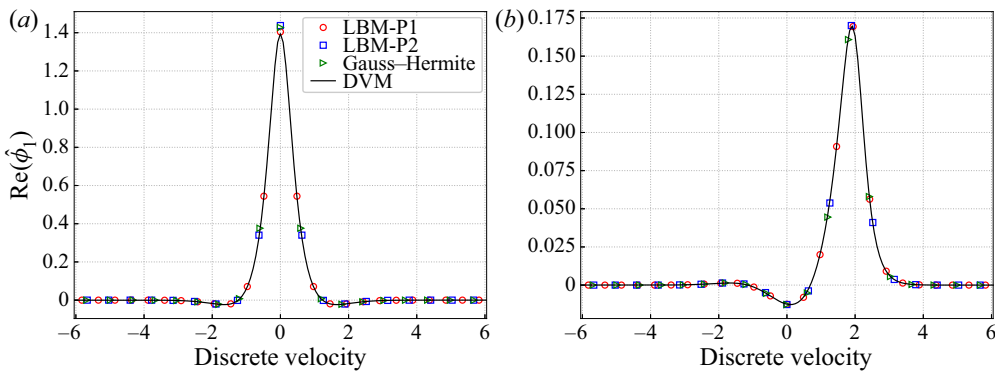 (a)
1.4
1.2
1.0
0.8
0.6
0.4
0.2
0
Re(ϕ̂₁)
–6 –4 –2 0 2 4 6
Discrete velocity
LBM-P1
LBM-P2
Gauss–Hermite
DVM
(b)
0.175
0.150
0.125
0.100
0.075
0.050
0.025
0
–6 –4 –2 0 2 4 6
Discrete velocity